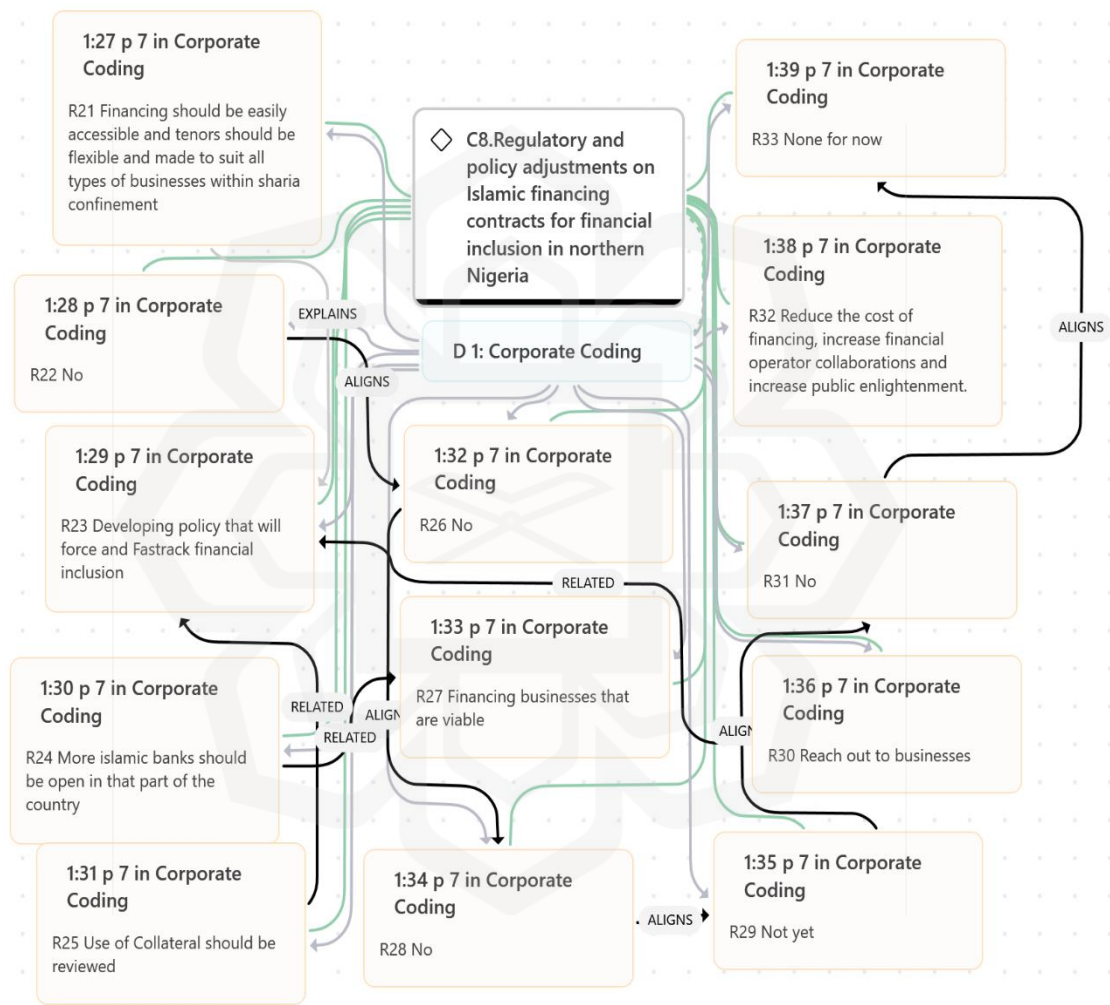 1:27 p 7 in Corporate
Coding
R21 Financing should be easily
accessible and tenors should be
flexible and made to suit all
types of businesses within sharia
confinement
C8.Regulatory and
policy adjustments on
Islamic financing
contracts for financial
inclusion in northern
Nigeria
1:39 p 7 in Corporate
Coding
R33 None for now
1:28 p 7 in Corporate
Coding
R22 No
EXPLAINS
ALIGNS
D 1: Corporate Coding
1:38 p 7 in Corporate
Coding
R32 Reduce the cost of
financing, increase financial
operator collaborations and
increase public enlightenment.
ALIGNS
1:29 p 7 in Corporate
Coding
R23 Developing policy that will
force and Fastrack financial
inclusion
1:32 p 7 in Corporate
Coding
R26 No
1:37 p 7 in Corporate
Coding
R31 No
RELATED
1:33 p 7 in Corporate
Coding
R27 Financing businesses that
are viable
1:30 p 7 in Corporate
Coding
R24 More islamic banks should
be open in that part of the
country
RELATED
RELATED
ALIGN
ALIGN
1:36 p 7 in Corporate
Coding
R30 Reach out to businesses
1:31 p 7 in Corporate
Coding
R25 Use of Collateral should be
reviewed
1:34 p 7 in Corporate
Coding
R28 No
ALIGNS
1:35 p 7 in Corporate
Coding
R29 Not yet